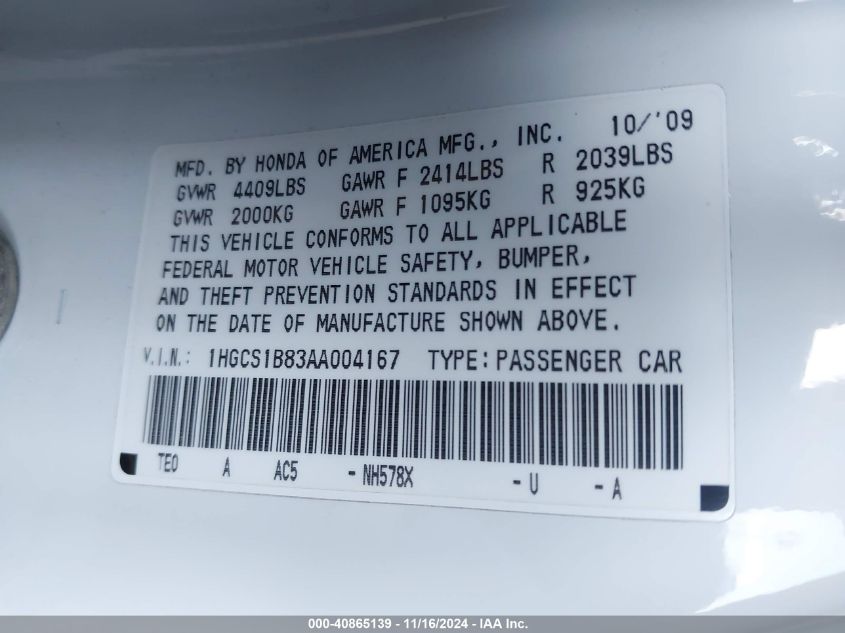 MFD. BY HONDA OF AMERICA MFG., INC. 10/'09
GVWR 4409LBS GAWR F 2414LBS R 2039LBS
GVWR 2000KG GAWR F 1095KG R 925KG
THIS VEHICLE CONFORMS TO ALL APPLICABLE
FEDERAL MOTOR VEHICLE SAFETY, BUMPER,
AND THEFT PREVENTION STANDARDS IN EFFECT
ON THE DATE OF MANUFACTURE SHOWN ABOVE.
V.I.N.: 1HGCS1B83AA004167 TYPE:PASSENGER CAR
TE0 A AC5 -NH578X -U -A
000-40865139 - 11/16/2024 - IAA, Inc.